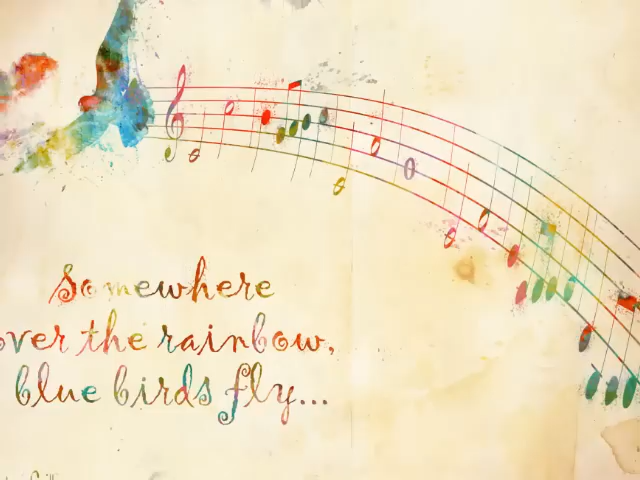 somewhere
over the rainbow,
blue birds fly...